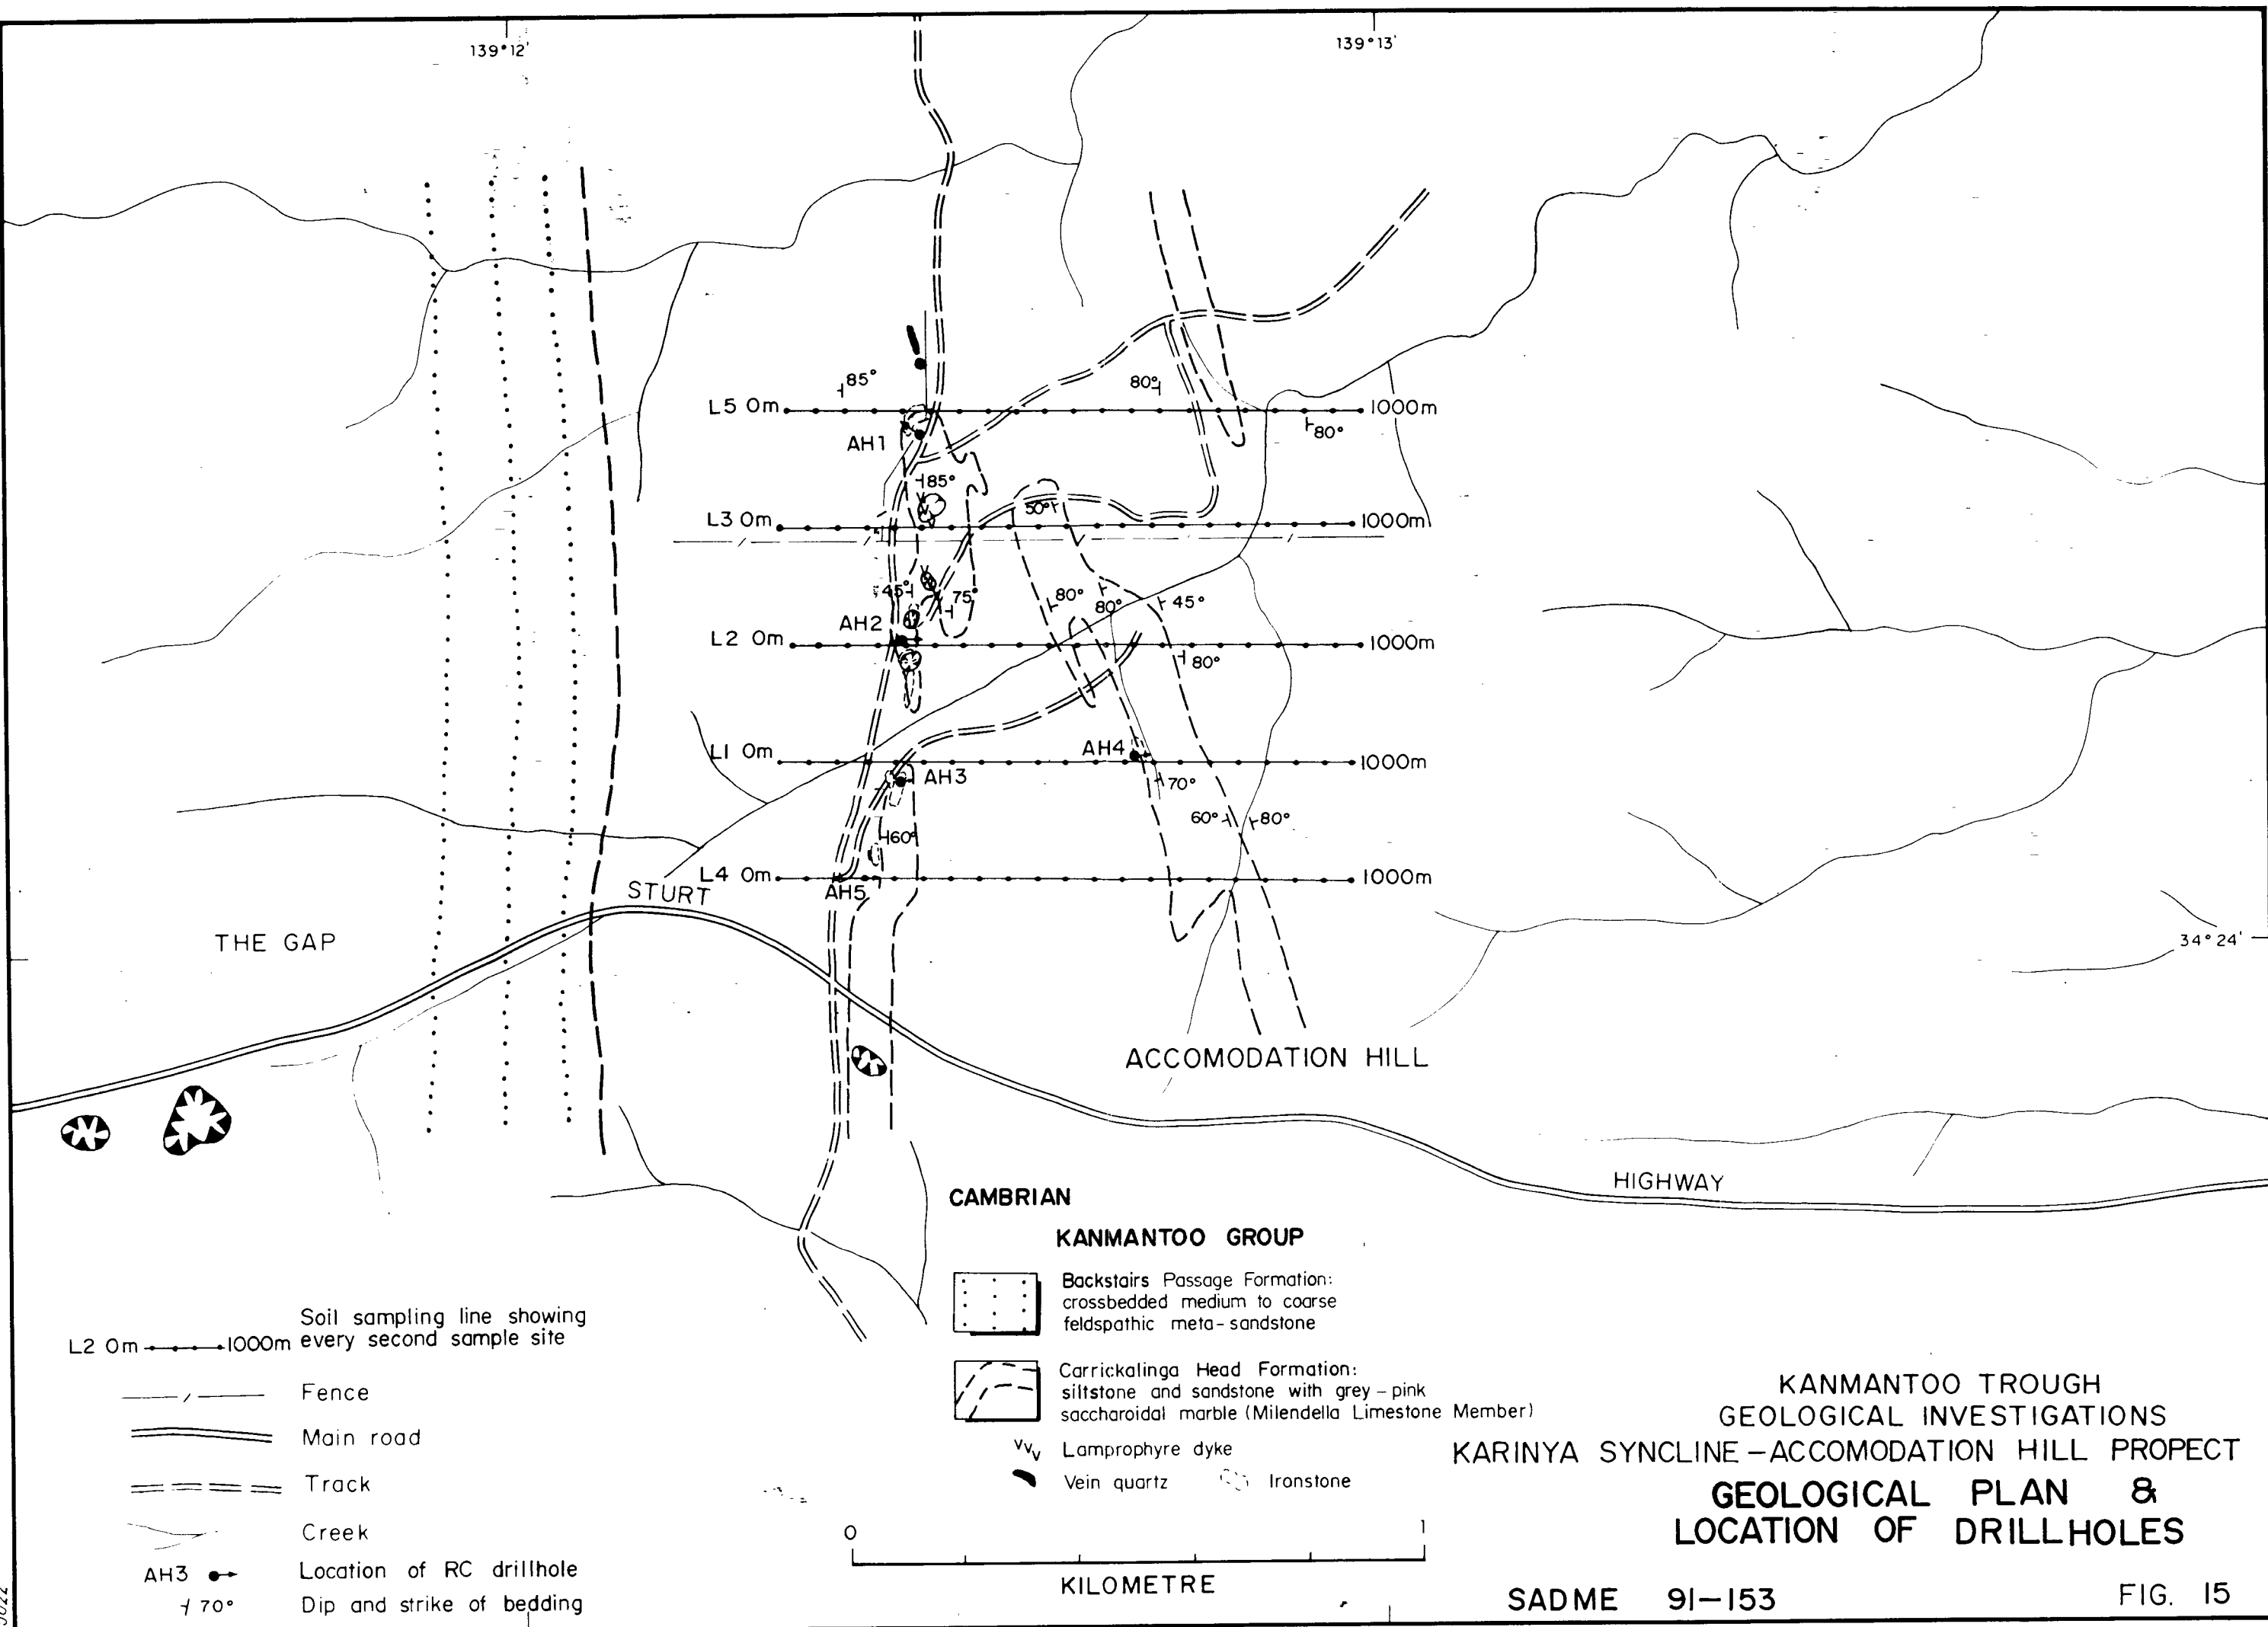 139°12'
139°13'
85°
80°
L5 0m
1000m
80°
AH1
85°
50°
L3 0m
1000m
45°
75°
80°
80°
45°
AH2
L2 0m
1000m
80°
L1 0m
AH4
1000m
AH3
70°
60°
80°
60°
L4 0m
1000m
AH5
STURT
THE GAP
34°24'
ACCOMODATION HILL
HIGHWAY
CAMBRIAN
KANMANTOO GROUP
Backstairs Passage Formation:
crossbedded medium to coarse
feldspathic meta-sandstone
Carrickalinga Head Formation:
siltstone and sandstone with grey-pink
saccharoidal marble (Milendella Limestone Member)
VVV Lamprophyre dyke
Vein quartz Ironstone
Soil sampling line showing
L2 0m 1000m every second sample site
Fence
Main road
Track
Creek
AH3 Location of RC drillhole
70° Dip and strike of bedding
0 1
KILOMETRE
KANMANTOO TROUGH
GEOLOGICAL INVESTIGATIONS
KARINYA SYNCLINE-ACCOMODATION HILL PROPECT
GEOLOGICAL PLAN &
LOCATION OF DRILLHOLES
SADME 91-153 FIG. 15